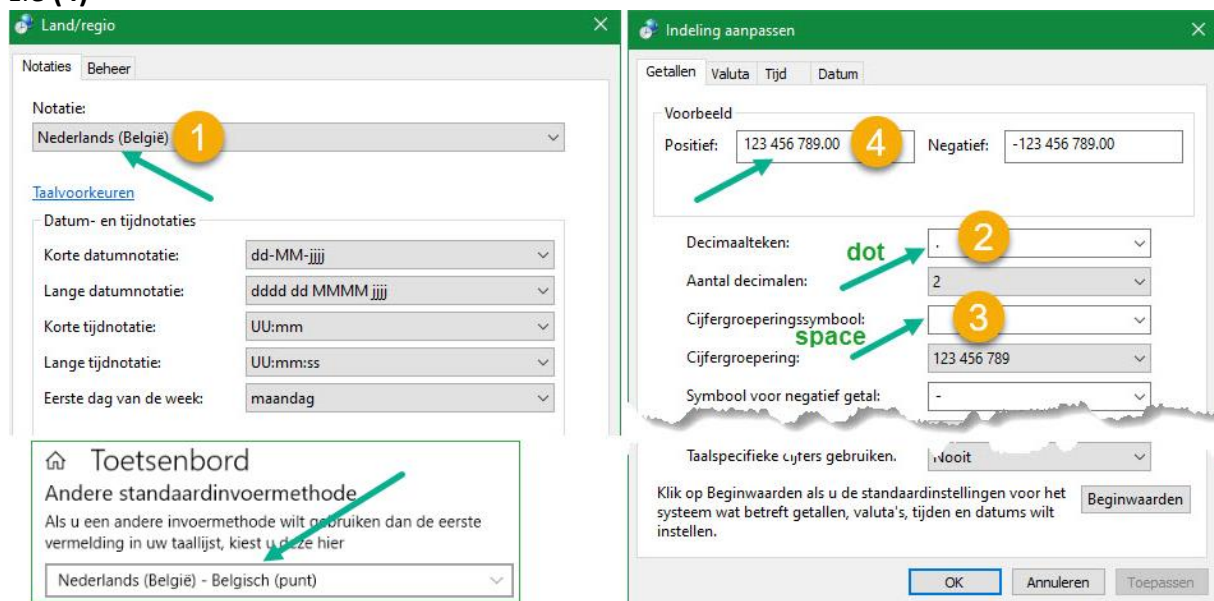 Land/regio
Notaties Beheer
Notatie:
Nederlands (België) 1
Taalvoorkeuren
Datum- en tijdnotaties
Korte datumnotatie: dd-MM-jjjj
Lange datumnotatie: dddd dd MMMM jjjj
Korte tijdnotatie: UU:mm
Lange tijdnotatie: UU:mm:ss
Eerste dag van de week: maandag
Toetsenbord
Andere standaardinvoermethode
Als u een andere invoermethode wilt gebruiken dan de eerste
vermelding in uw taallijst, kiest u deze hier
Nederlands (België) - Belgisch (punt)
Indeling aanpassen
Getallen Valuta Tijd Datum
Voorbeeld
Positief: 123 456 789.00 4 Negatief: -123 456 789.00
Decimaalteken: dot . 2
Aantal decimalen: 2
Cijfergroeperingssymbool: space 3
Cijfergroepering: 123 456 789
Symbool voor negatief getal: -
Taalspecifieke cijfers gebruiken. Nooit
Klik op Beginwaarden als u de standaardinstellingen voor het
systeem wat betreft getallen, valuta's, tijden en datums wilt
instellen.
Beginwaarden
OK Annuleren Toepassen